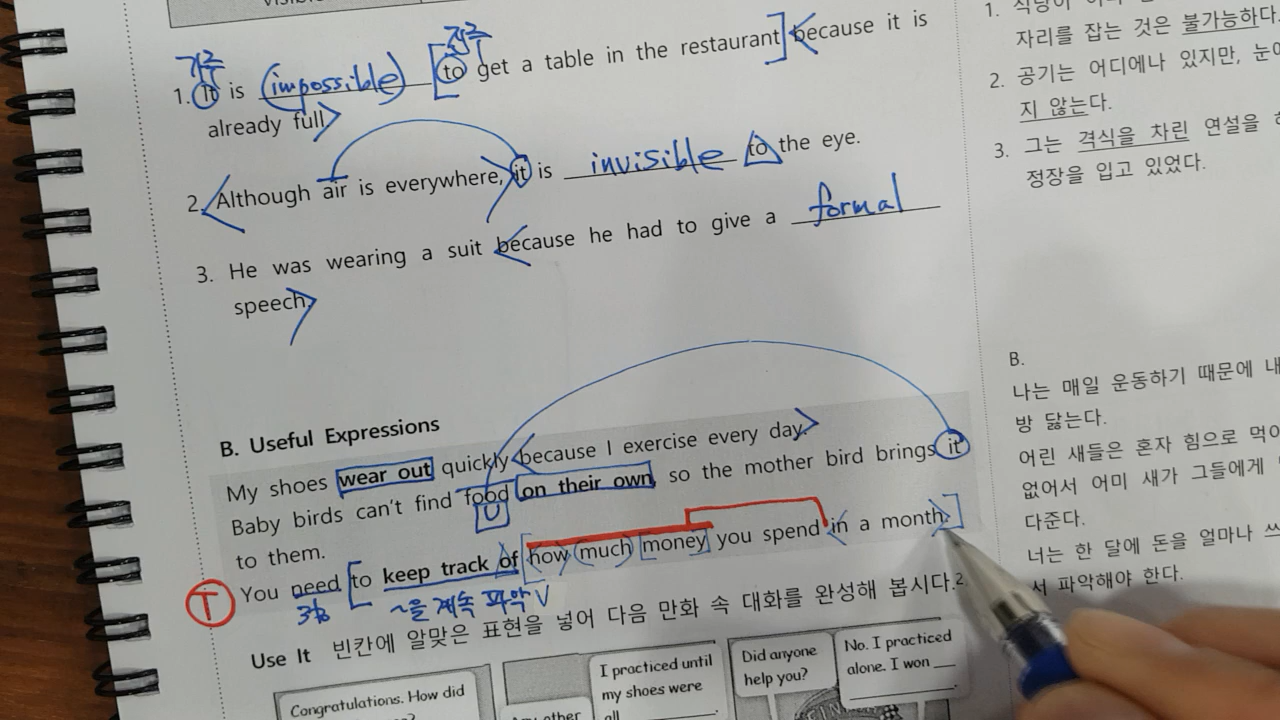 가주
진주
1. It is impossible to get a table in the restaurant because it is
already full.
2. Although air is everywhere, it is invisible to the eye.
3. He was wearing a suit because he had to give a formal
speech.
B. Useful Expressions
My shoes wear out quickly because I exercise every day.
Baby birds can't find food on their own, so the mother bird brings it
U
to them.
You need to keep track of how much money you spend in a month.
T
3형 ~을 계속 파악 V
Use It 빈칸에 알맞은 표현을 넣어 다음 만화 속 대화를 완성해 봅시다.
Congratulations. How did
other
I practiced until
my shoes were
all
Did anyone
help you?
No. I practiced
alone. I won
1.
자리를 잡는 것은 불가능하다.
2. 공기는 어디에나 있지만,
지 않는다.
3. 그는 격식을 차린 연설을
정장을 입고 있었다.
B.
나는 매일 운동하기 때문에
방 닳는다.
어린 새들은 혼자 힘으로
없어서 어미 새가 그들에게
다준다.
너는 한 달에 돈을 얼마나
서 파악해야 한다.